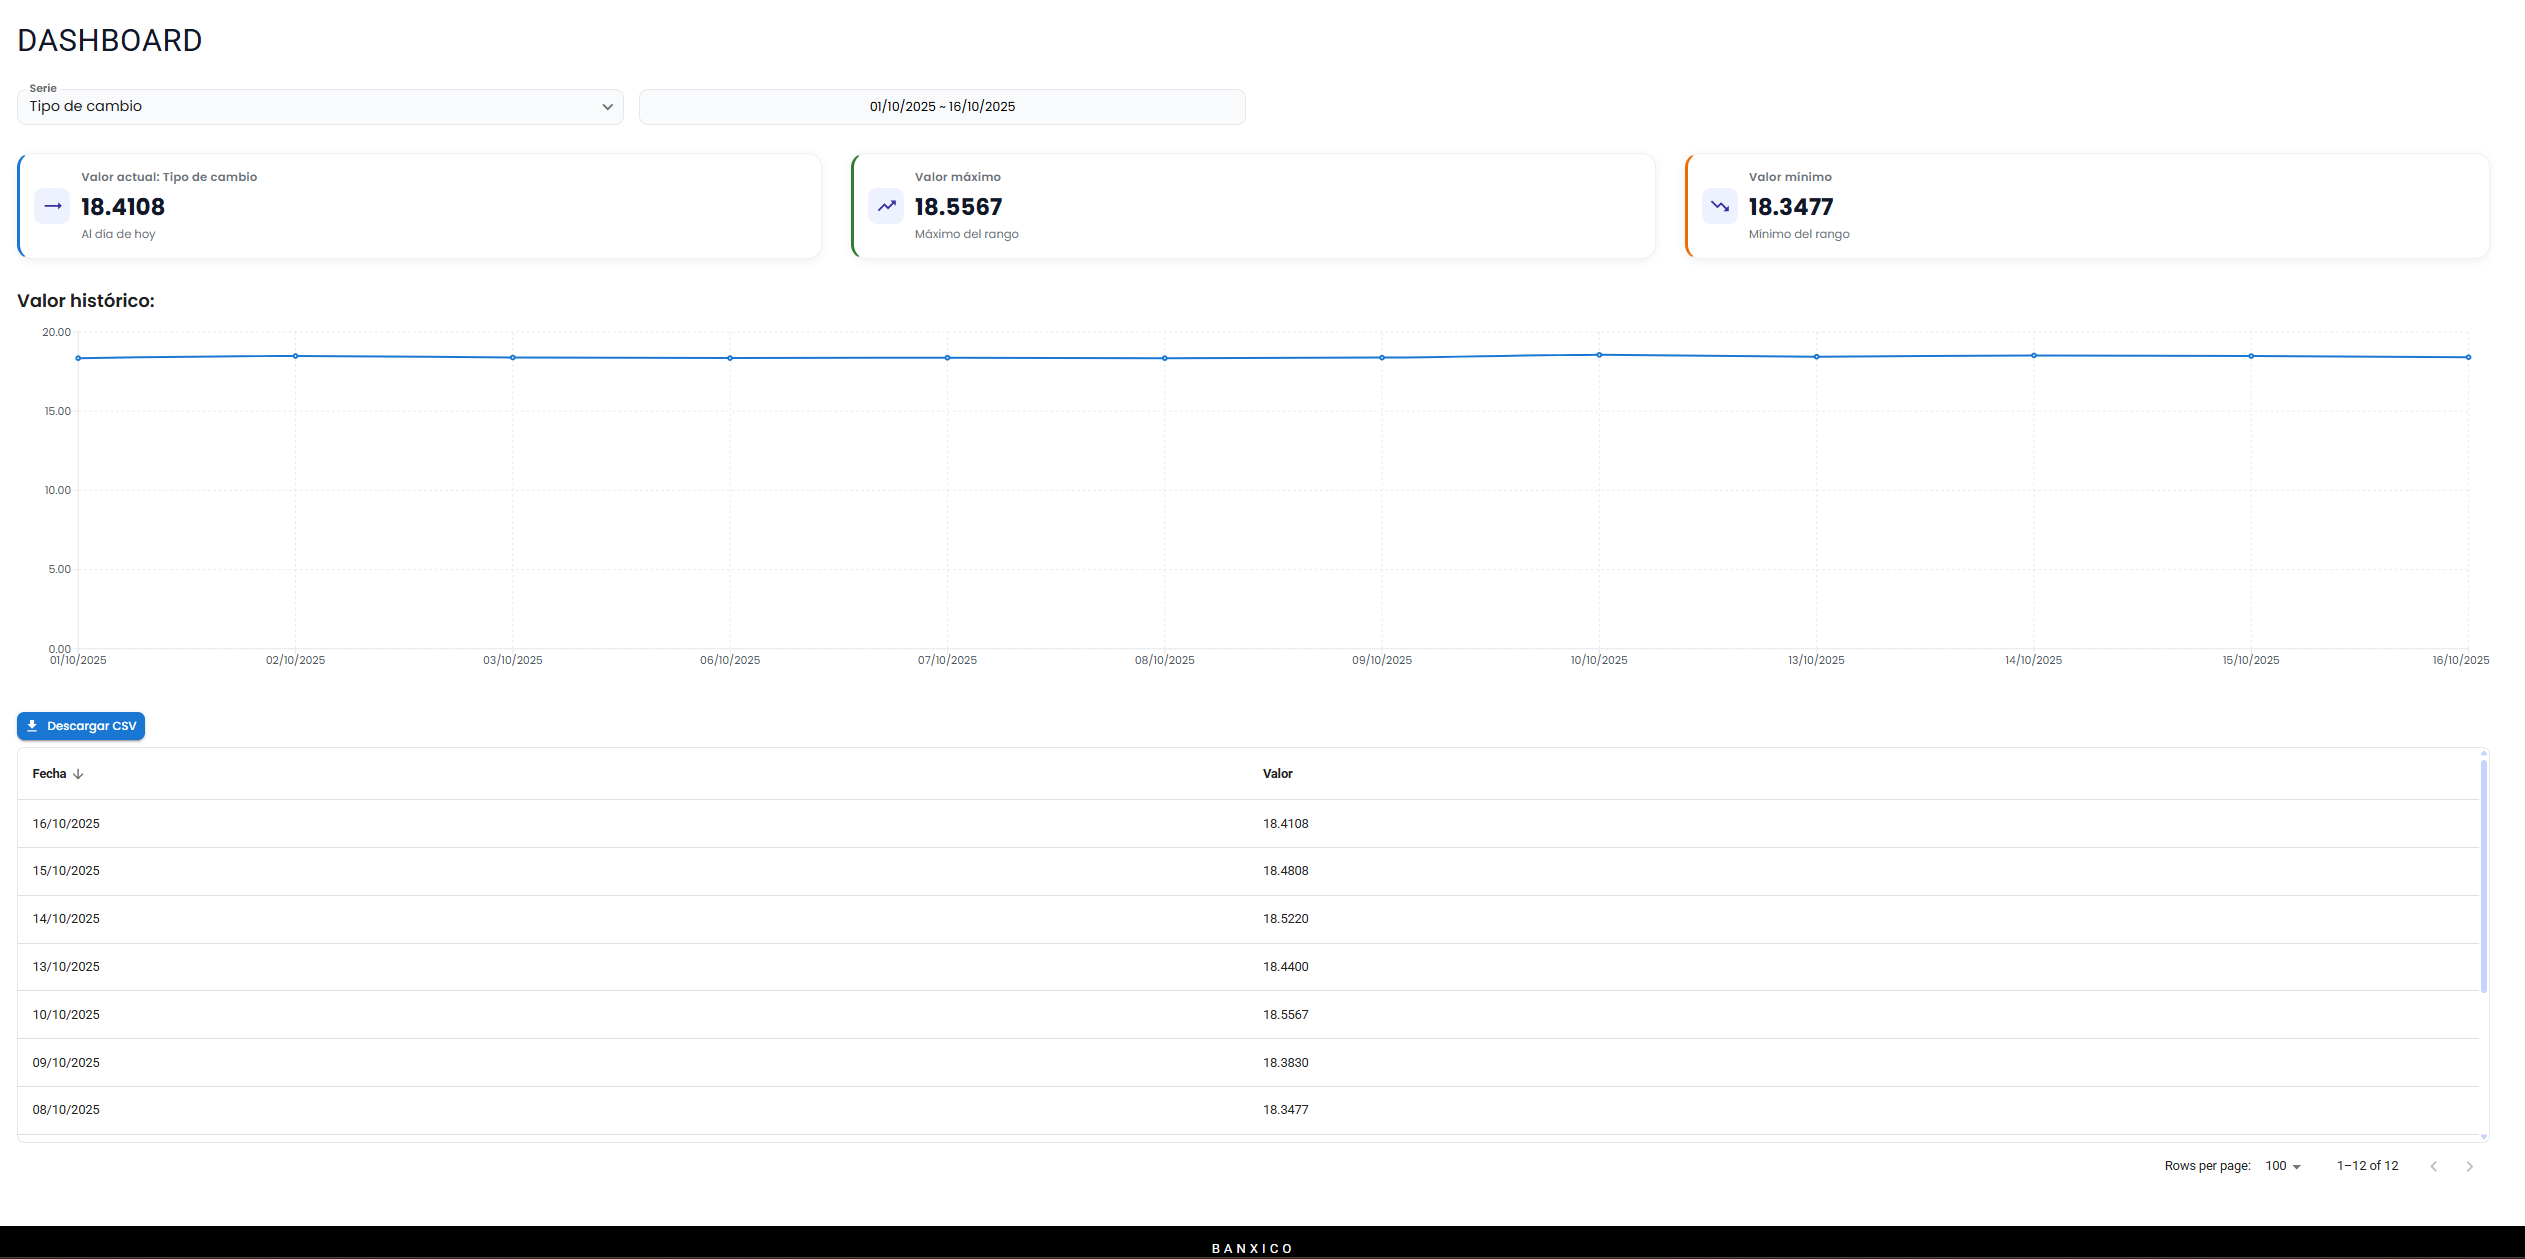 DASHBOARD
Serie
Tipo de cambio
01/10/2025 ~ 16/10/2025
Valor actual: Tipo de cambio
18.4108
Al día de hoy
Valor máximo
18.5567
Máximo del rango
Valor mínimo
18.3477
Mínimo del rango
Valor histórico:
20.00
15.00
10.00
5.00
0.00
01/10/2025 02/10/2025 03/10/2025 06/10/2025 07/10/2025 08/10/2025 09/10/2025 10/10/2025 13/10/2025 14/10/2025 15/10/2025 16/10/2025
Descargar CSV
Fecha Valor
16/10/2025 18.4108
15/10/2025 18.4808
14/10/2025 18.5220
13/10/2025 18.4400
10/10/2025 18.5567
09/10/2025 18.3830
08/10/2025 18.3477
Rows per page: 100 1–12 of 12
BANXICO